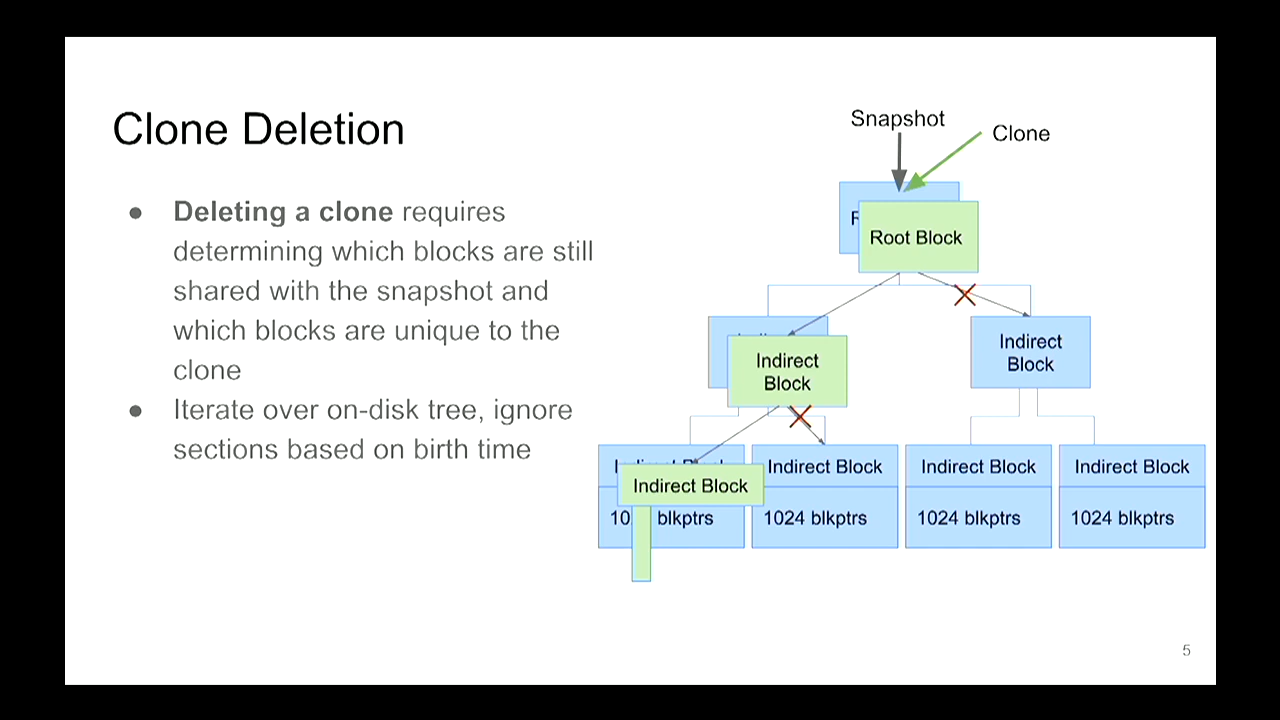 Clone Deletion
● Deleting a clone requires
determining which blocks are still
shared with the snapshot and
which blocks are unique to the
clone
● Iterate over on-disk tree, ignore
sections based on birth time
Snapshot
Clone
Root Block
Indirect
Block
Indirect
Block
Indirect Block
Indirect Block
Indirect Block
Indirect Block
blkptrs
1024 blkptrs
1024 blkptrs
1024 blkptrs
5